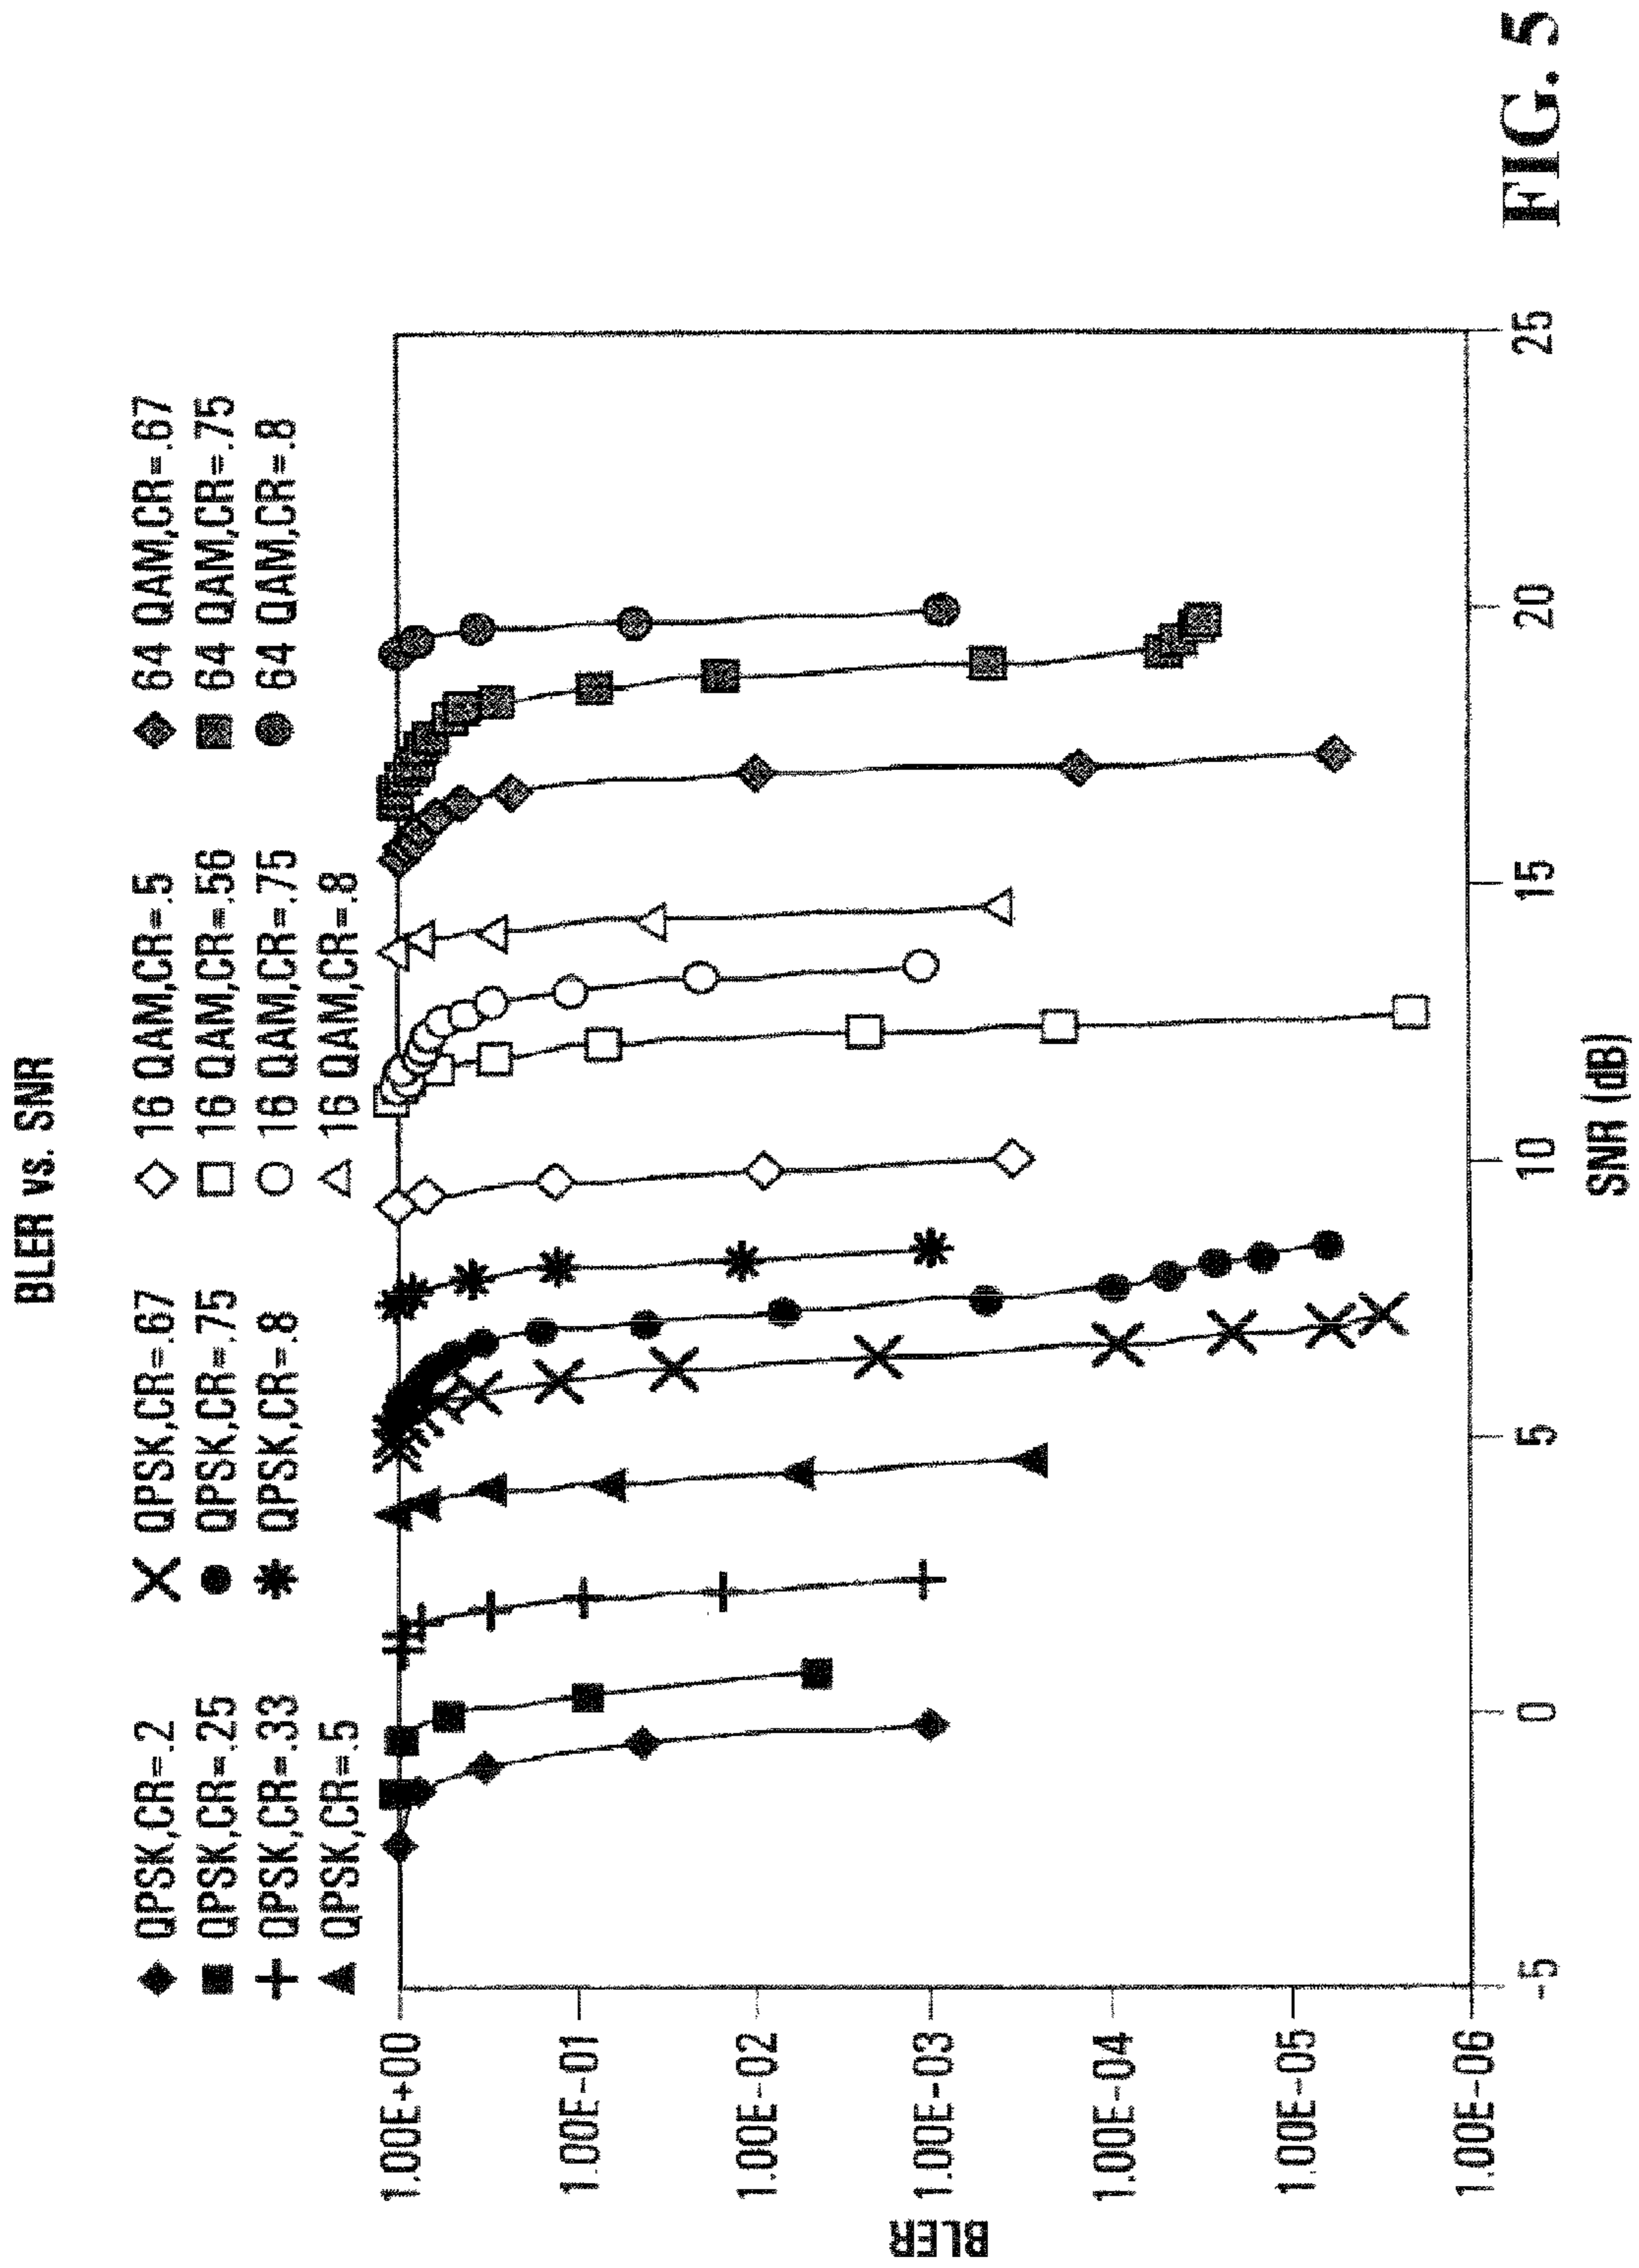 BLER vs. SNR
QPSK,CR=.2
QPSK,CR=.25
QPSK,CR=.33
QPSK,CR=.5
QPSK,CR=.67
QPSK,CR=.75
QPSK,CR=.8
16 QAM,CR=.5
16 QAM,CR=.56
16 QAM,CR=.75
16 QAM,CR=.8
64 QAM,CR=.67
64 QAM,CR=.75
64 QAM,CR=.8
BLER
1.00E+00
1.00E-01
1.00E-02
1.00E-03
1.00E-04
1.00E-05
1.00E-06
-5
0
5
10
15
20
25
SNR (dB)
FIG. 5